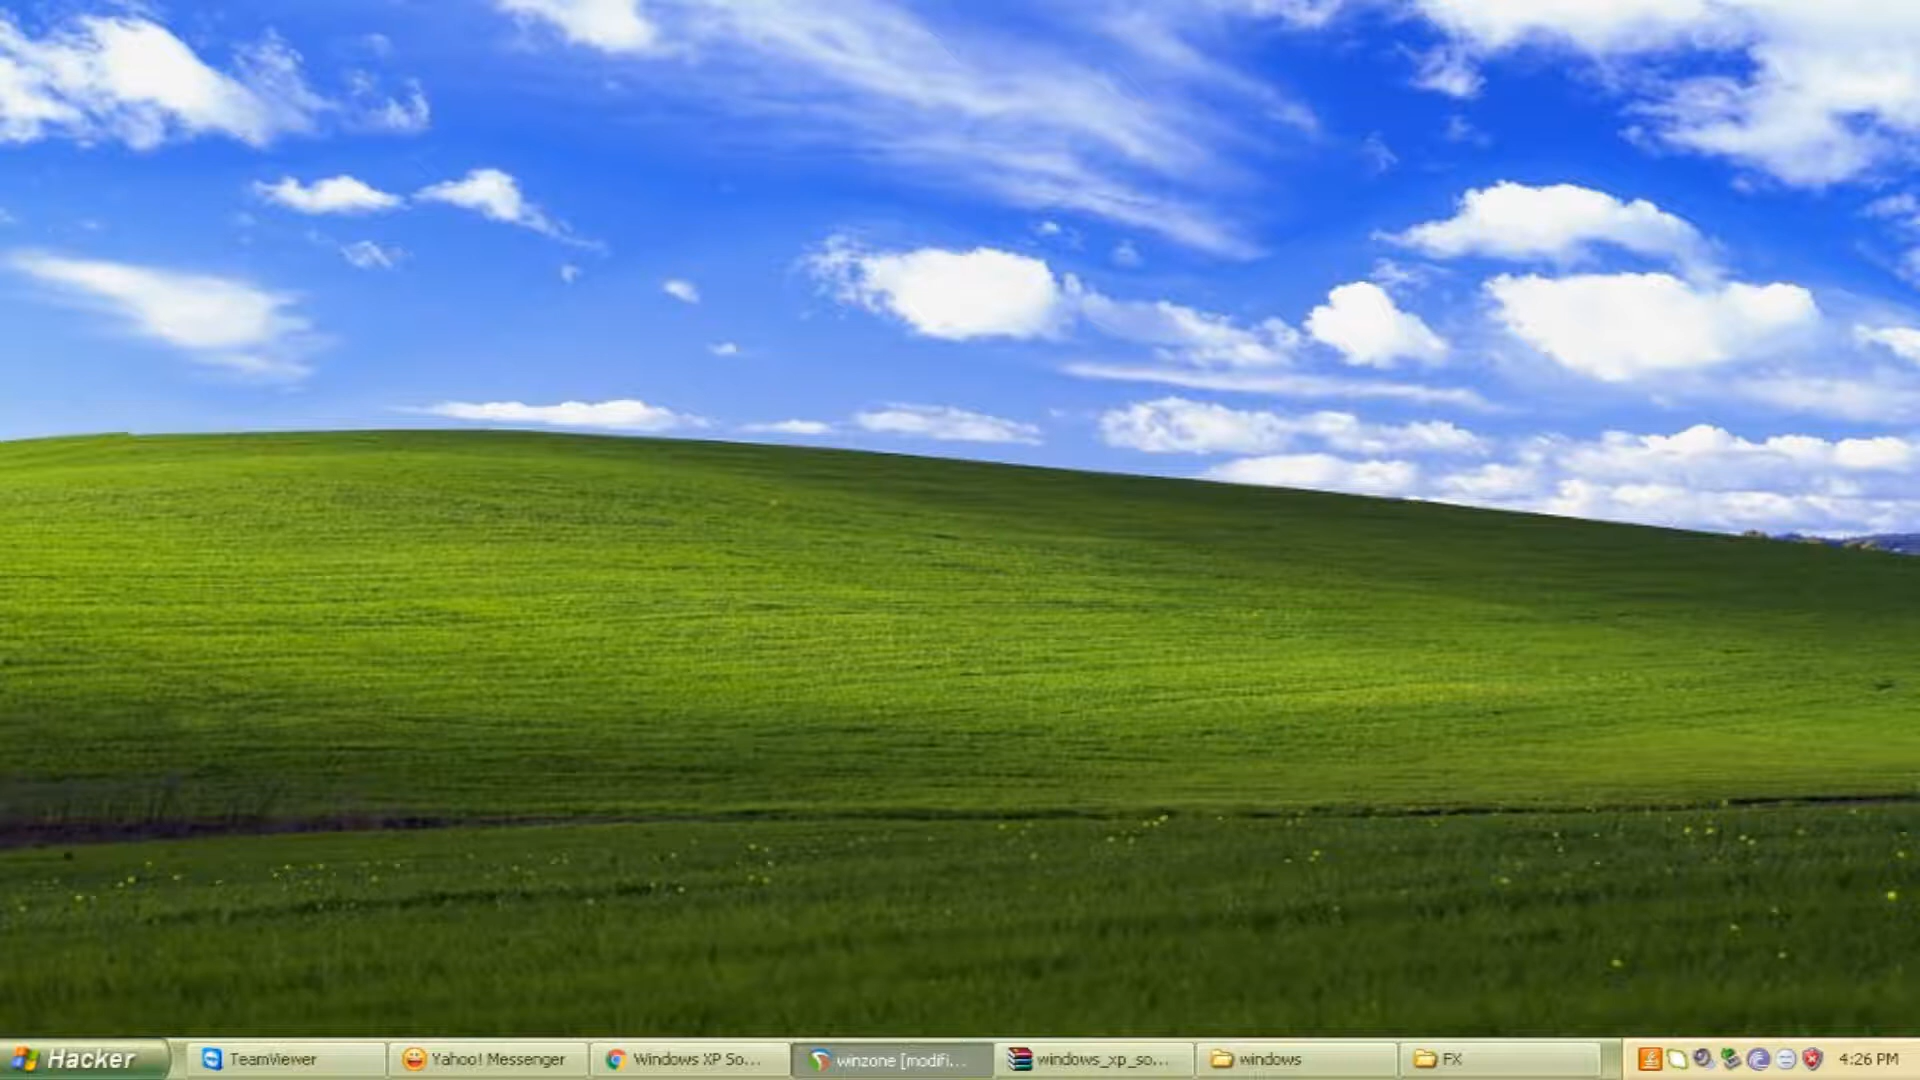 Hacker
TeamViewer
Yahoo! Messenger
Windows XP So...
winzone [modifi...
windows_xp_so...
windows
FX
4:26 PM